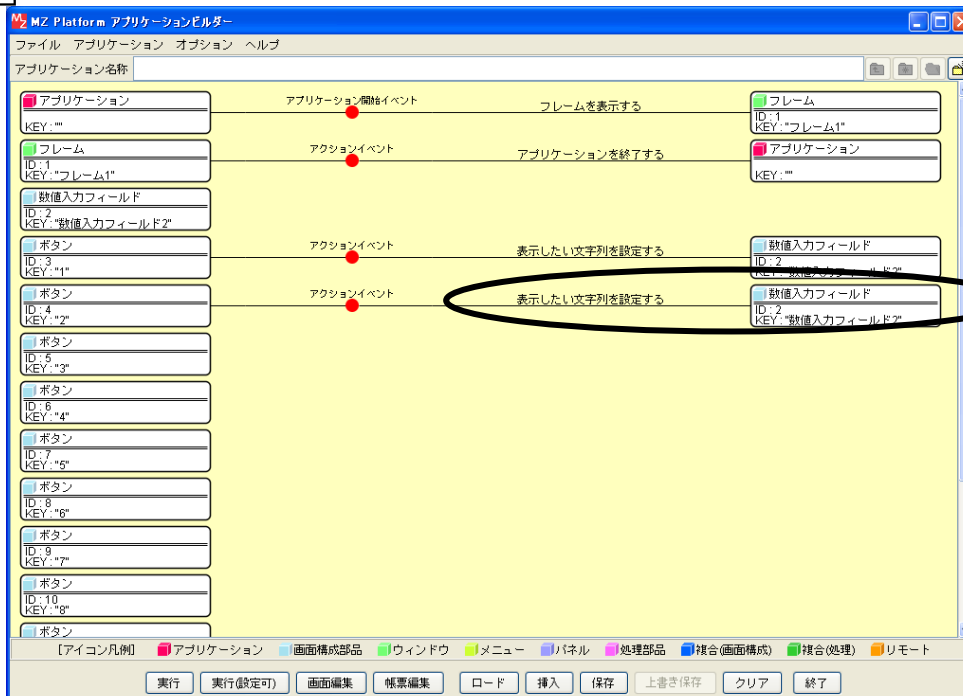 MZ Platform アプリケーションビルダー
ファイル アプリケーション オプション ヘルプ
アプリケーション名称
アプリケーション
KEY:""
アプリケーション開始イベント
フレームを表示する
フレーム
ID:1
KEY:"フレーム1"
フレーム
ID:1
KEY:"フレーム1"
アクションイベント
アプリケーションを終了する
アプリケーション
KEY:""
数値入力フィールド
ID:2
KEY:"数値入力フィールド2"
ボタン
ID:3
KEY:"1"
アクションイベント
表示したい文字列を設定する
数値入力フィールド
ID:2
KEY:"数値入力フィールド2"
ボタン
ID:4
KEY:"2"
アクションイベント
表示したい文字列を設定する
数値入力フィールド
ID:2
KEY:"数値入力フィールド2"
ボタン
ID:5
KEY:"3"
ボタン
ID:6
KEY:"4"
ボタン
ID:7
KEY:"5"
ボタン
ID:8
KEY:"6"
ボタン
ID:9
KEY:"7"
ボタン
ID:10
KEY:"8"
ボタン
[アイコン凡例] アプリケーション 画面構成部品 ウィンドウ メニュー パネル 処理部品 複合(画面構成) 複合(処理) リモート
実行 実行(設定可) 画面編集 帳票編集 ロード 挿入 保存 上書き保存 クリア 終了